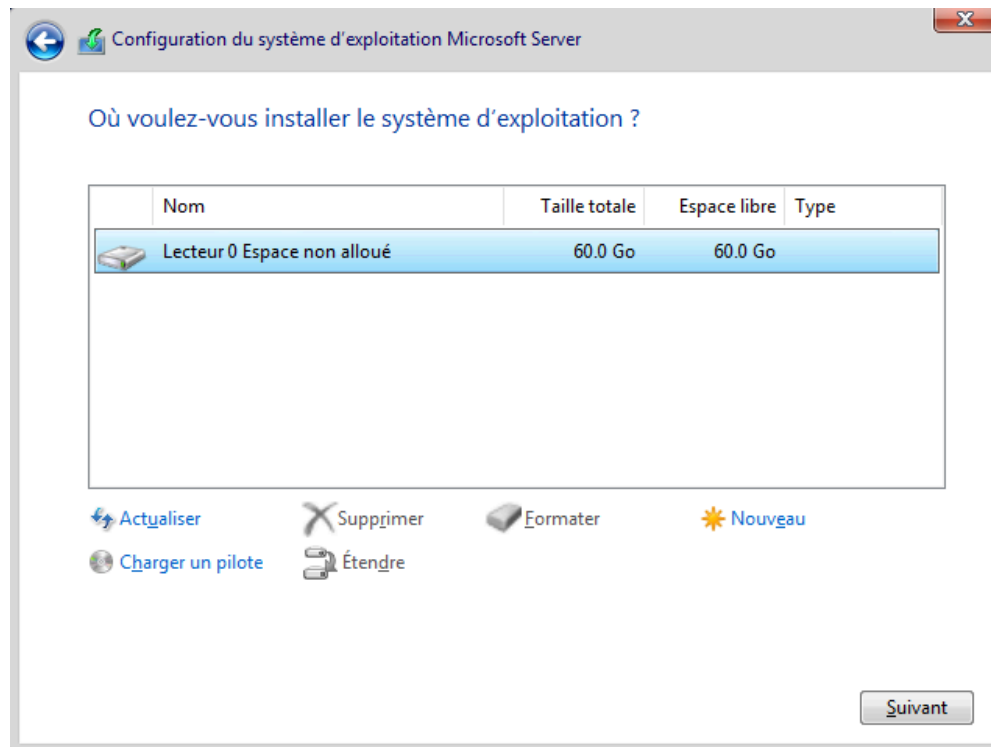 Configuration du système d'exploitation Microsoft Server
Où voulez-vous installer le système d'exploitation ?
Nom Taille totale Espace libre Type
Lecteur 0 Espace non alloué 60.0 Go 60.0 Go
Actualiser Supprimer Formater Nouveau
Charger un pilote Étendre
Suivant